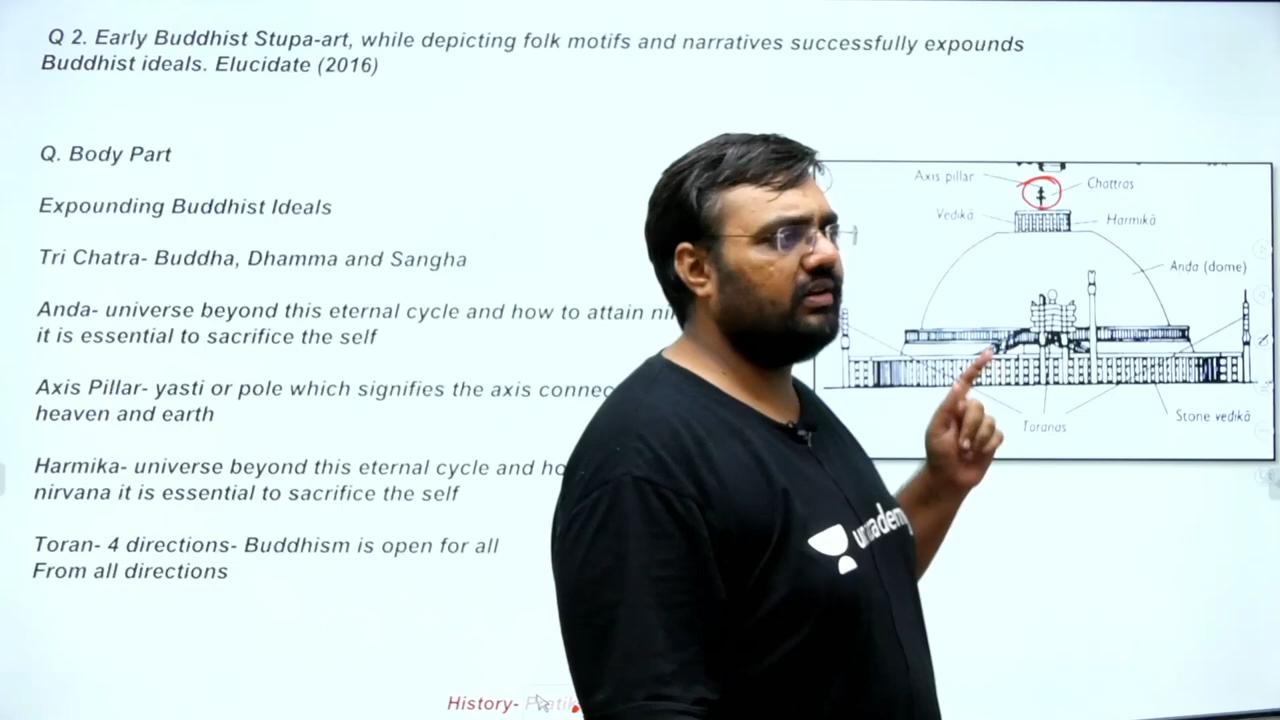 Q 2. Early Buddhist Stupa-art, while depicting folk motifs and narratives successfully expounds
Buddhist ideals. Elucidate (2016)
Q. Body Part
Expounding Buddhist Ideals
Tri Chatra- Buddha, Dhamma and Sangha
Anda- universe beyond this eternal cycle and how to attain
it is essential to sacrifice the self
Axis Pillar- yasti or pole which signifies the axis
heaven and earth
Harmika- universe beyond this eternal cycle and
nirvana it is essential to sacrifice the self
Toran- 4 directions- Buddhism is open for all
From all directions
Axis pillar
Chattras
Vedikā
Harmikā
Anda (dome)
Toranas
Stone vedikā
unacademy
History-